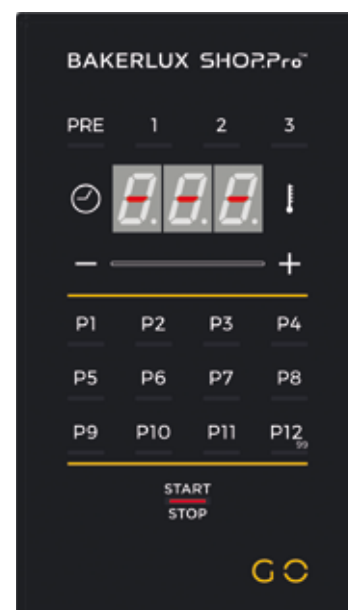 BAKERLUX SHOP.Pro™
PRE 1 2 3
- - -
− +
P1 P2 P3 P4
P5 P6 P7 P8
P9 P10 P11 P12
99
START
STOP
GO